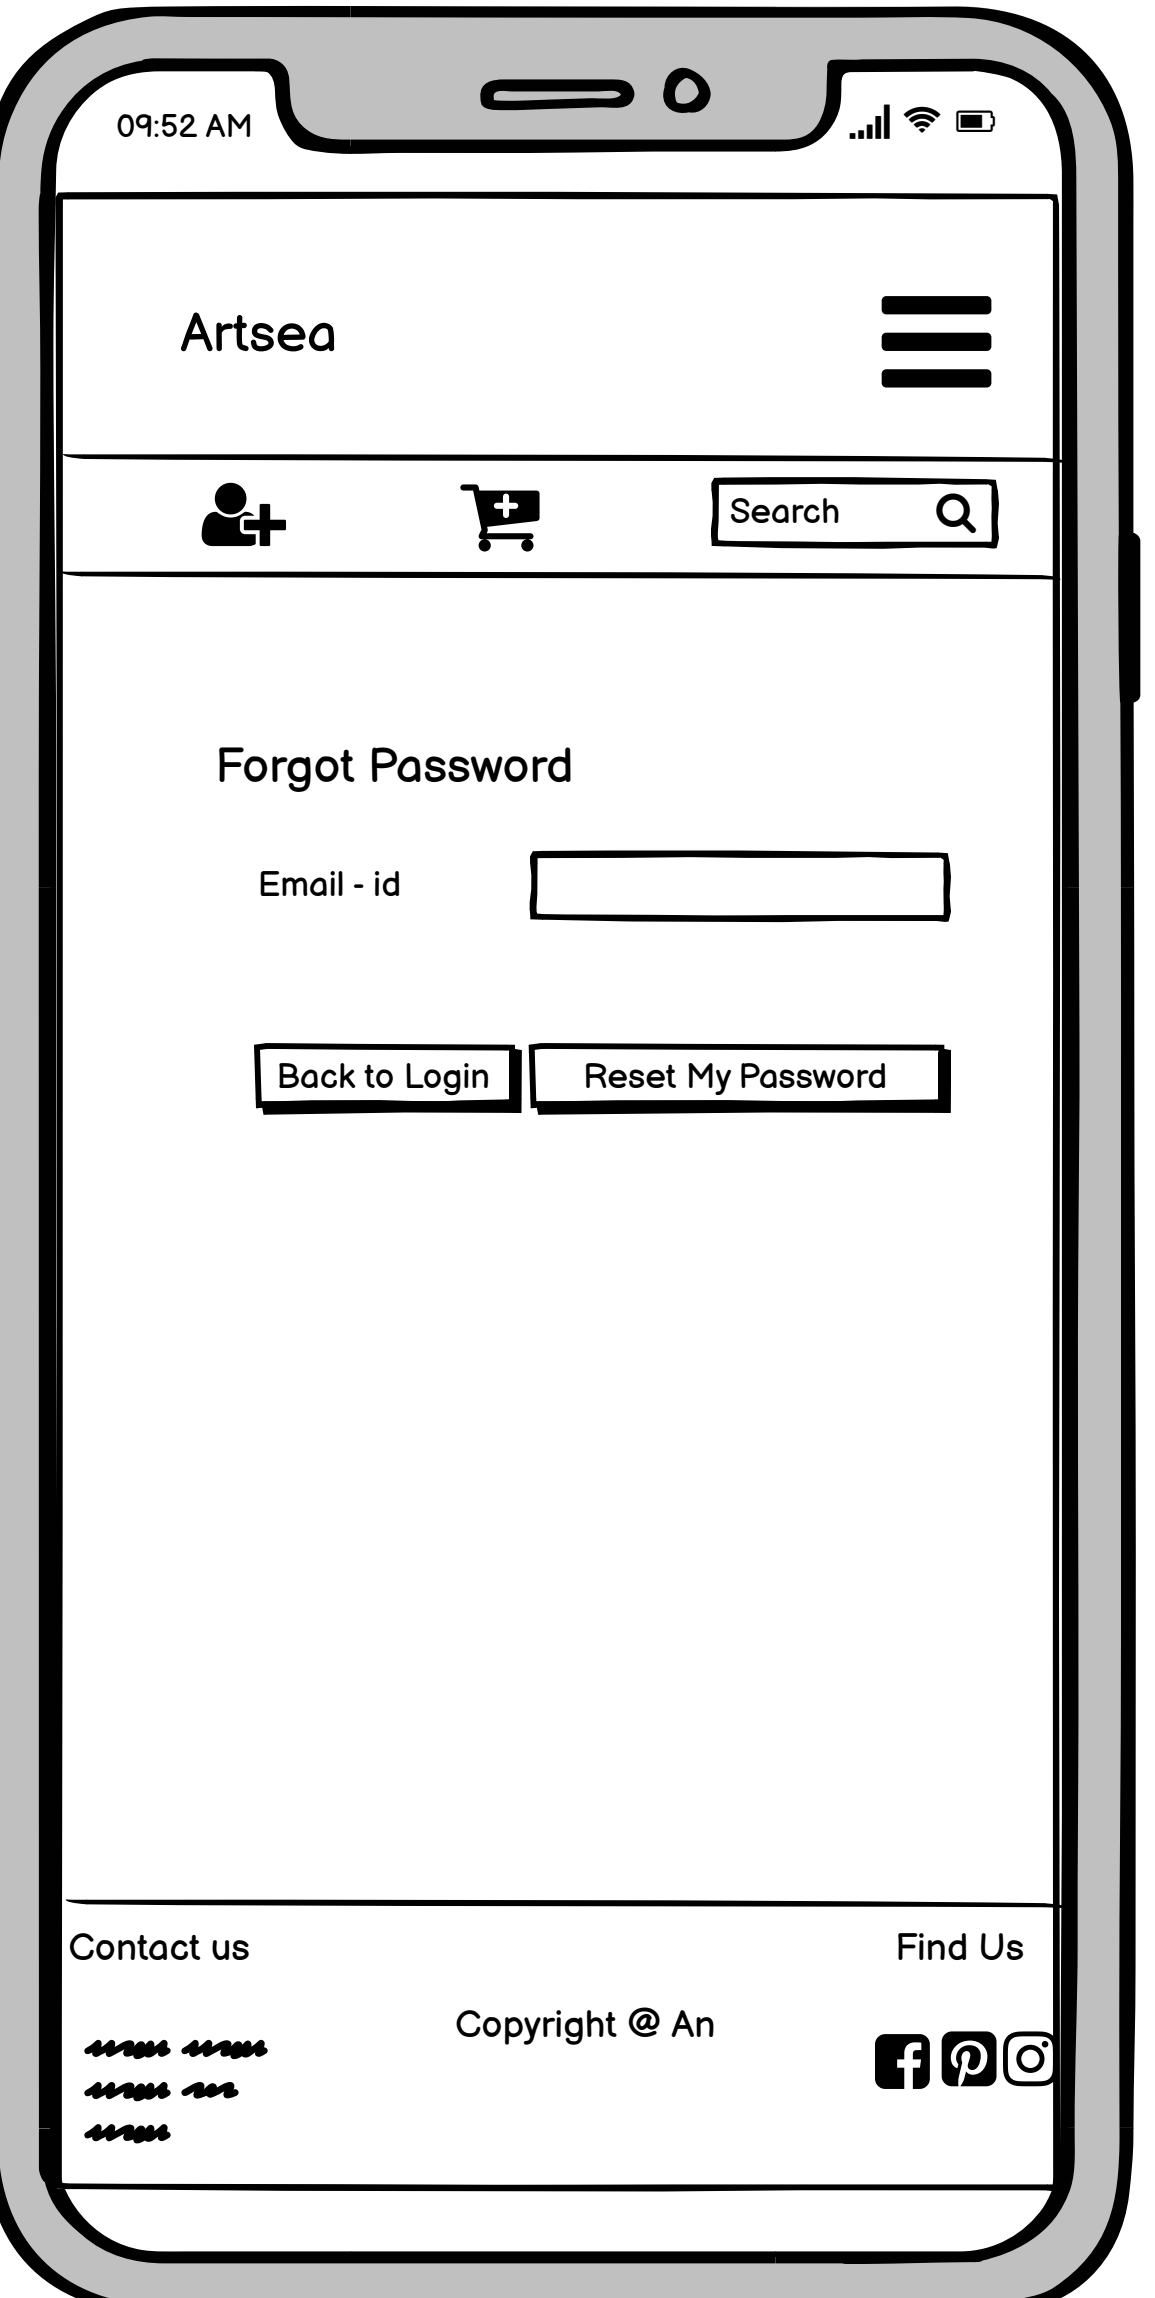 09:52 AM
Artsea
Search
Forgot Password
Email - id
Back to Login
Reset My Password
Contact us
Find Us
Copyright @ An